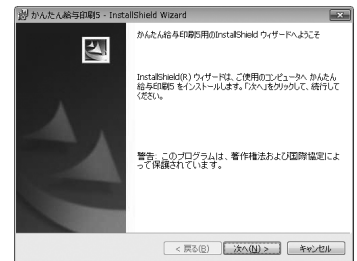 かんたん給与印刷5 - InstallShield Wizard
かんたん給与印刷5用のInstallShield ウィザードへようこそ
InstallShield(R) ウィザードは、ご使用のコンピュータへ かんたん
給与印刷5 をインストールします。「次へ」をクリックして、続行して
ください。
警告: このプログラムは、著作権法および国際協定によ
って保護されています。
< 戻る(B)
次へ(N) >
キャンセル